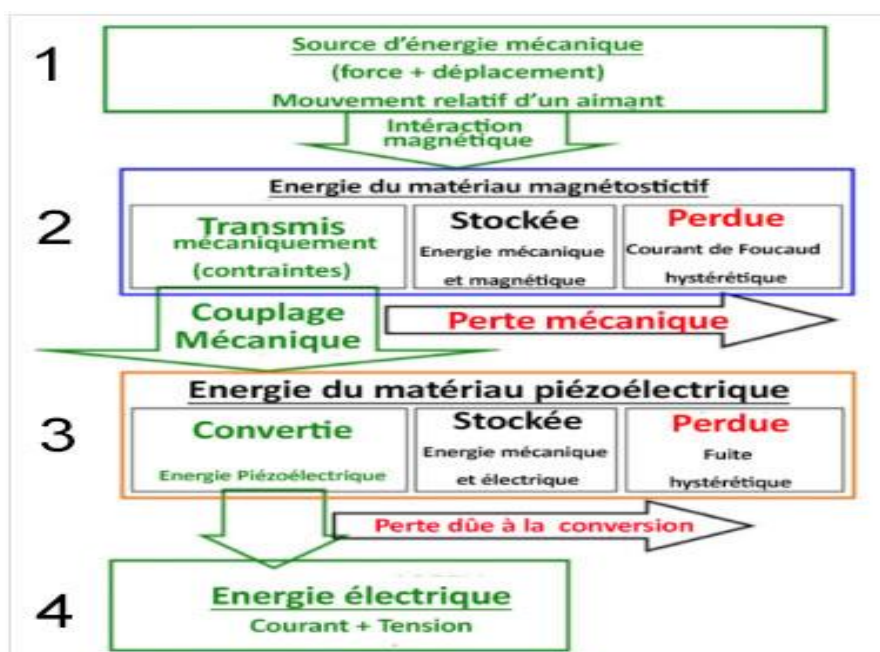 1
Source d'énergie mécanique
(force + déplacement)
Mouvement relatif d'un aimant
Intéraction
magnétique
2
Energie du matériau magnétostictif
Transmis
mécaniquement
(contraintes)
Stockée
Energie mécanique
et magnétique
Perdue
Courant de Foucaud
hystérétique
Couplage
Mécanique
Perte mécanique
3
Energie du matériau piézoélectrique
Convertie
Energie Piézoélectrique
Stockée
Energie mécanique
et électrique
Perdue
Fuite
hystérétique
Perte dûe à la conversion
4
Energie électrique
Courant + Tension